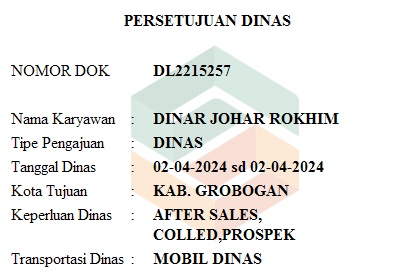 PERSETUJUAN DINAS
NOMOR DOK DL2215257
Nama Karyawan : DINAR JOHAR ROKHIM
Tipe Pengajuan : DINAS
Tanggal Dinas : 02-04-2024 sd 02-04-2024
Kota Tujuan : KAB. GROBOGAN
Keperluan Dinas : AFTER SALES,
COLLED,PROSPEK
Transportasi Dinas : MOBIL DINAS